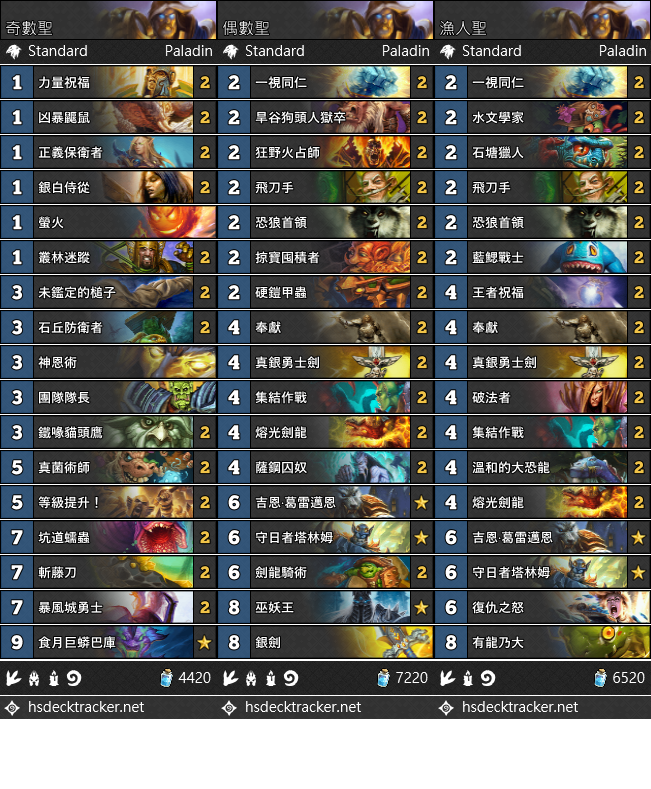 奇數聖
Standard Paladin
1 力量祝福 2
1 凶暴鼴鼠 2
1 正義保衛者 2
1 銀白侍從 2
1 螢火
1 叢林迷蹤 2
3 未鑑定的槌子 2
3 石丘防衛者 2
3 神恩術
3 團隊隊長
3 鐵喙貓頭鷹 2
5 真菌術師 2
5 等級提升！ 2
7 坑道蠕蟲 2
7 斬藤刀 2
7 暴風城勇士 2
9 食月巨蟒巴庫
4420
hsdecktracker.net
偶數聖
Standard Paladin
2 一視同仁 2
2 旱谷狗頭人獄卒 2
2 狂野火占師 2
2 飛刀手 2
2 恐狼首領 2
2 掠寶囤積者 2
2 硬鎧甲蟲 2
4 奉獻 2
4 真銀勇士劍 2
4 集結作戰 2
4 熔光劍龍 2
4 薩鋼囚奴 2
6 吉恩·葛雷邁恩
6 守日者塔林姆
6 劍龍騎術 2
8 巫妖王
8 銀劍
7220
hsdecktracker.net
漁人聖
Standard Paladin
2 一視同仁 2
2 水文學家 2
2 石塘獵人 2
2 飛刀手 2
2 恐狼首領 2
2 藍鰓戰士 2
4 王者祝福 2
4 奉獻 2
4 真銀勇士劍 2
4 破法者 2
4 集結作戰 2
4 溫和的大恐龍 2
4 熔光劍龍 2
6 吉恩·葛雷邁恩
6 守日者塔林姆
6 復仇之怒
8 有龍乃大
6520
hsdecktracker.net